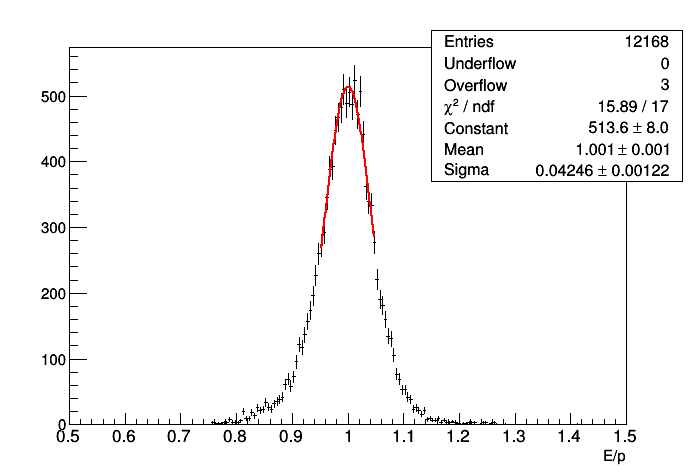 Entries 12168
Underflow 0
Overflow 3
χ² / ndf 15.89 / 17
Constant 513.6 ± 8.0
Mean 1.001 ± 0.001
Sigma 0.04246 ± 0.00122
500
400
300
200
100
0
0.5 0.6 0.7 0.8 0.9 1 1.1 1.2 1.3 1.4 1.5
E/p